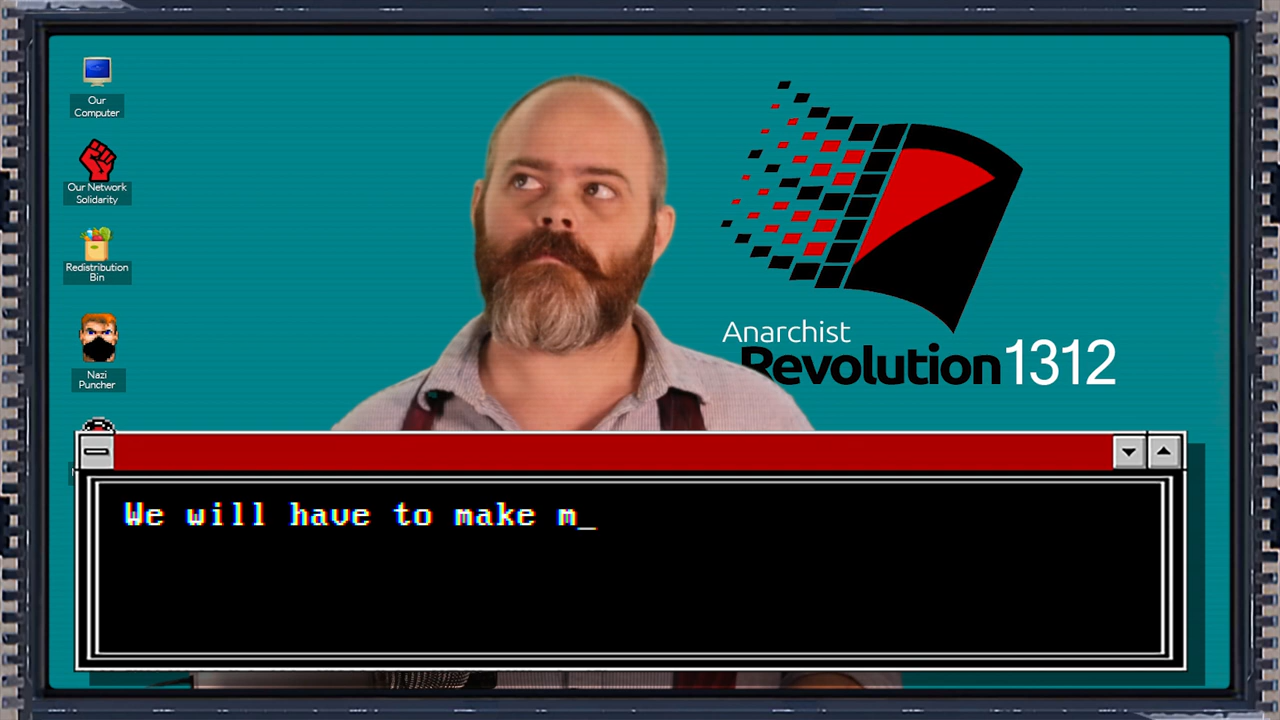 Our
Computer
Our Network
Solidarity
Redistribution
Bin
Nazi
Puncher
Anarchist
Revolution 1312
We will have to make m_